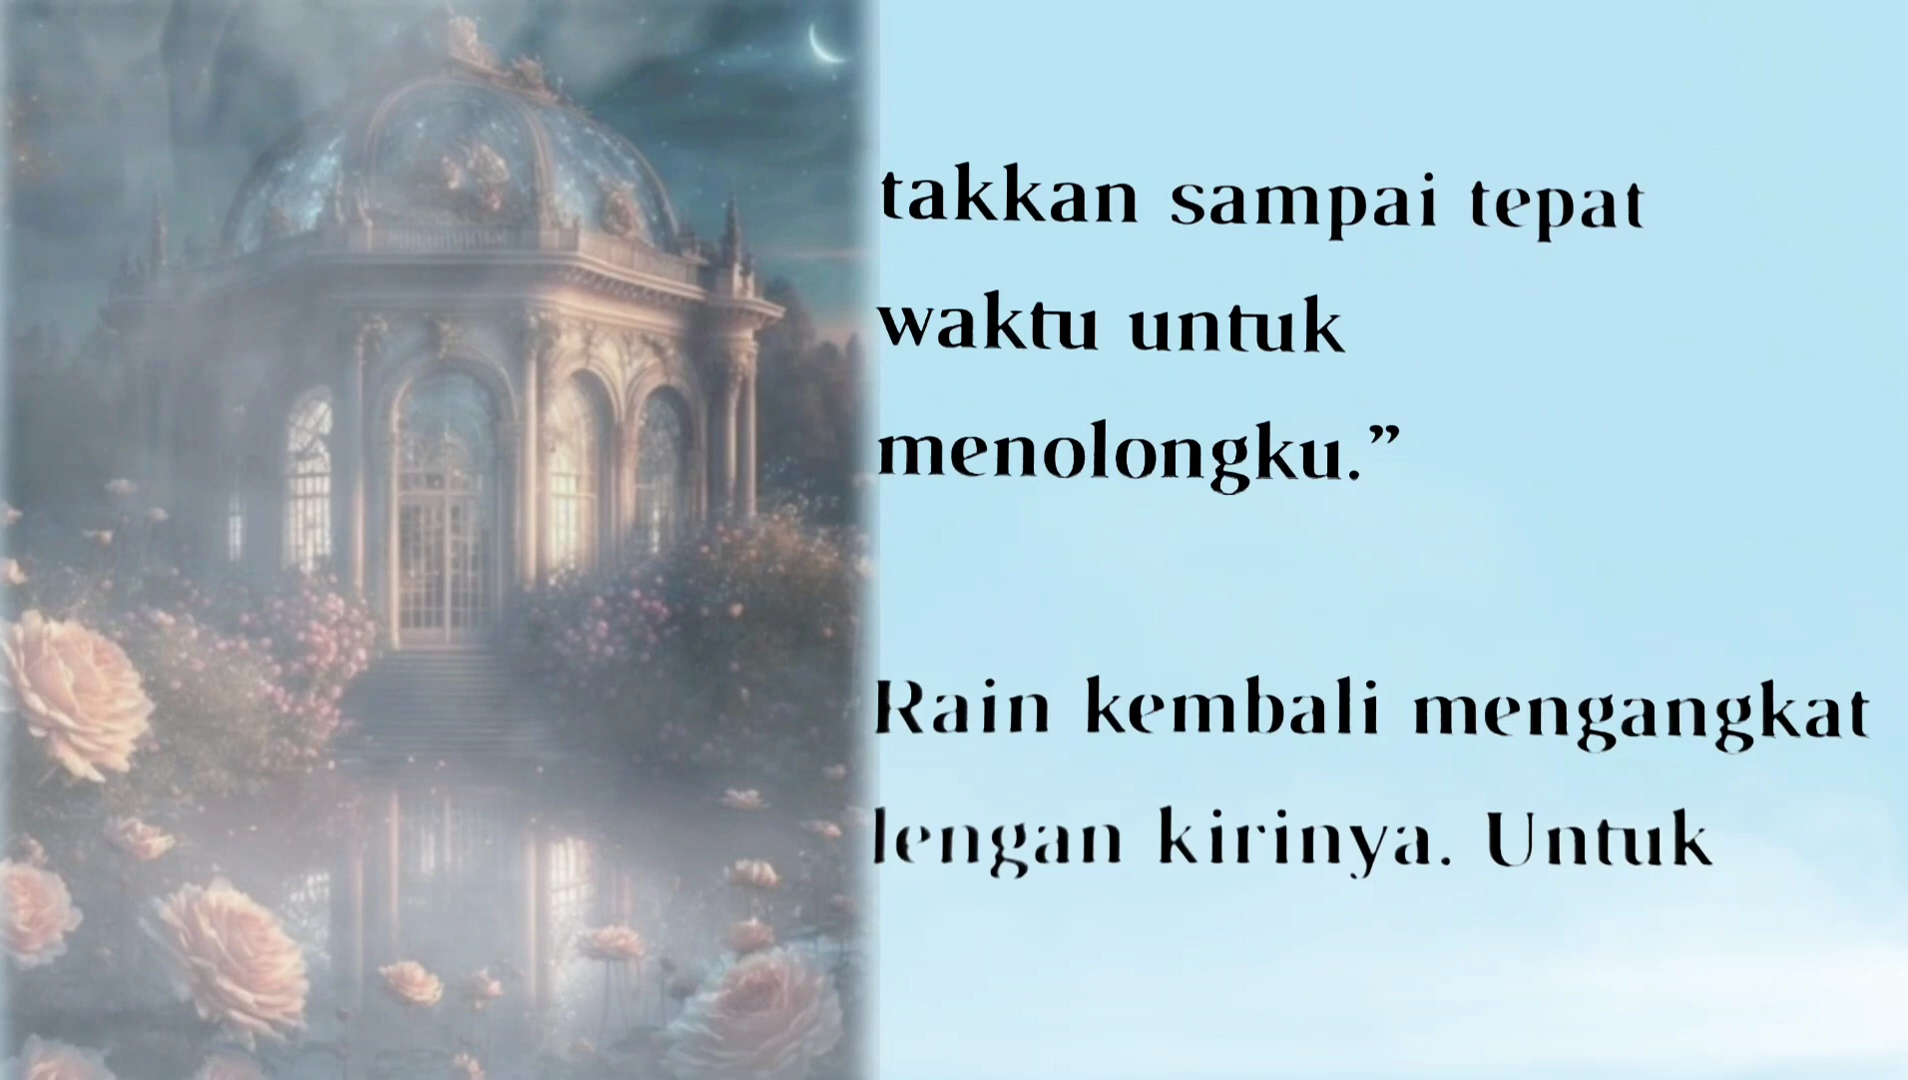 takkan sampai tepat
waktu untuk
menolongku.”
Rain kembali mengangkat
lengan kirinya. Untuk